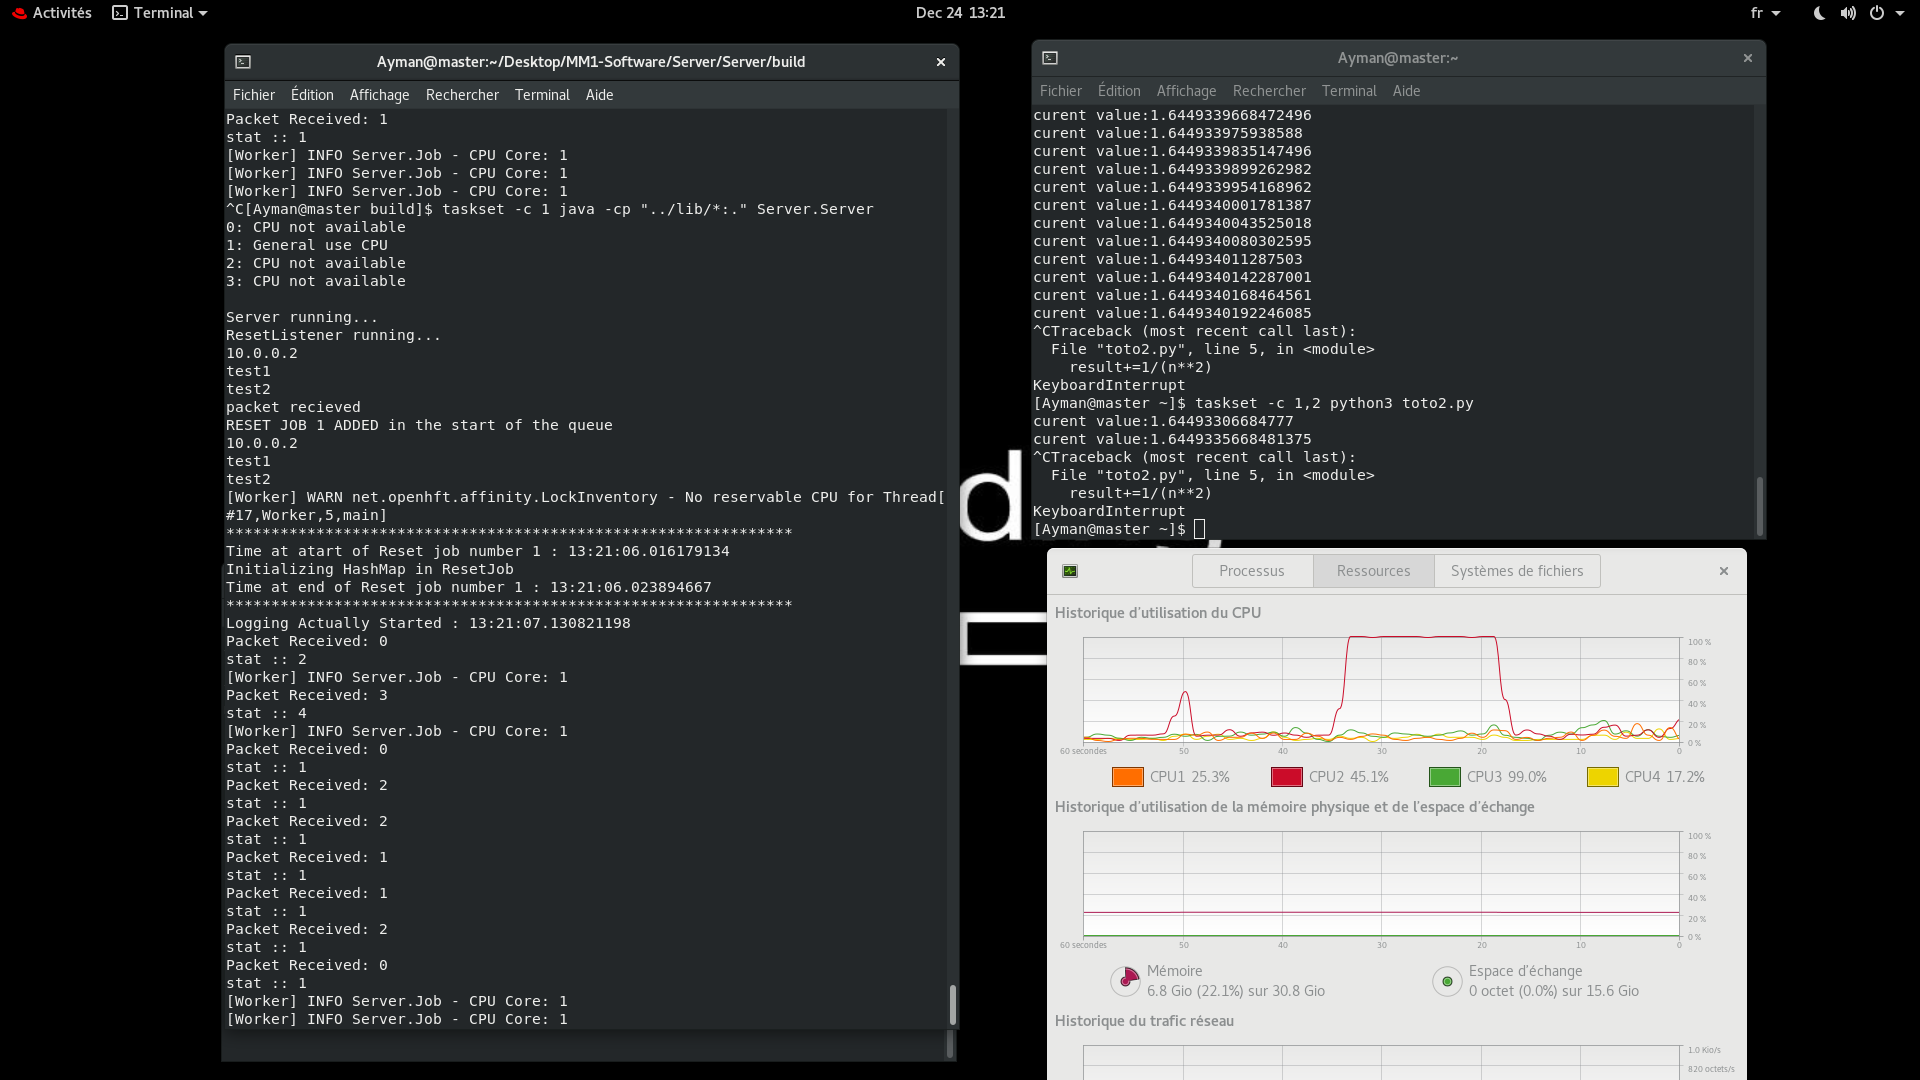 Activités Terminal Dec 24 13:21 fr
Ayman@master:~/Desktop/MM1-Software/Server/Server/build
Fichier Édition Affichage Rechercher Terminal Aide
Packet Received: 1
stat :: 1
[Worker] INFO Server.Job - CPU Core: 1
[Worker] INFO Server.Job - CPU Core: 1
[Worker] INFO Server.Job - CPU Core: 1
^C[Ayman@master build]$ taskset -c 1 java -cp "../lib/*:." Server.Server
0: CPU not available
1: General use CPU
2: CPU not available
3: CPU not available
Server running...
ResetListener running...
10.0.0.2
test1
test2
packet recieved
RESET JOB 1 ADDED in the start of the queue
10.0.0.2
test1
test2
[Worker] WARN net.openhft.affinity.LockInventory - No reservable CPU for Thread[
#17,Worker,5,main]
***************************************************************
Time at atart of Reset job number 1 : 13:21:06.016179134
Initializing HashMap in ResetJob
Time at end of Reset job number 1 : 13:21:06.023894667
***************************************************************
Logging Actually Started : 13:21:07.130821198
Packet Received: 0
stat :: 2
[Worker] INFO Server.Job - CPU Core: 1
Packet Received: 3
stat :: 4
[Worker] INFO Server.Job - CPU Core: 1
Packet Received: 0
stat :: 1
Packet Received: 2
stat :: 1
Packet Received: 2
stat :: 1
Packet Received: 1
stat :: 1
Packet Received: 1
stat :: 1
Packet Received: 2
stat :: 1
Packet Received: 0
stat :: 1
[Worker] INFO Server.Job - CPU Core: 1
[Worker] INFO Server.Job - CPU Core: 1
Ayman@master:~
Fichier Édition Affichage Rechercher Terminal Aide
curent value:1.6449339668472496
curent value:1.644933975938588
curent value:1.6449339835147496
curent value:1.6449339899262982
curent value:1.6449339954168962
curent value:1.6449340001781387
curent value:1.6449340043525018
curent value:1.6449340080302595
curent value:1.644934011287503
curent value:1.6449340142287001
curent value:1.6449340168464561
curent value:1.6449340192246085
^CTraceback (most recent call last):
File "toto2.py", line 5, in <module>
result+=1/(n**2)
KeyboardInterrupt
[Ayman@master ~]$ taskset -c 1,2 python3 toto2.py
curent value:1.64493306684777
curent value:1.64493335668481375
^CTraceback (most recent call last):
File "toto2.py", line 5, in <module>
result+=1/(n**2)
KeyboardInterrupt
[Ayman@master ~]$
d
Processus Ressources Systèmes de fichiers
Historique d'utilisation du CPU
100 %
80 %
60 %
40 %
20 %
0 %
60 secondes 50 40 30 20 10 0
CPU1 25.3% CPU2 45.1% CPU3 99.0% CPU4 17.2%
Historique d'utilisation de la mémoire physique et de l'espace d'échange
100 %
80 %
60 %
40 %
20 %
0 %
60 secondes 50 40 30 20 10 0
Mémoire
6.8 Gio (22.1%) sur 30.8 Gio
Espace d'échange
0 octet (0.0%) sur 15.6 Gio
Historique du trafic réseau
1.0 Kio/s
820 octets/s